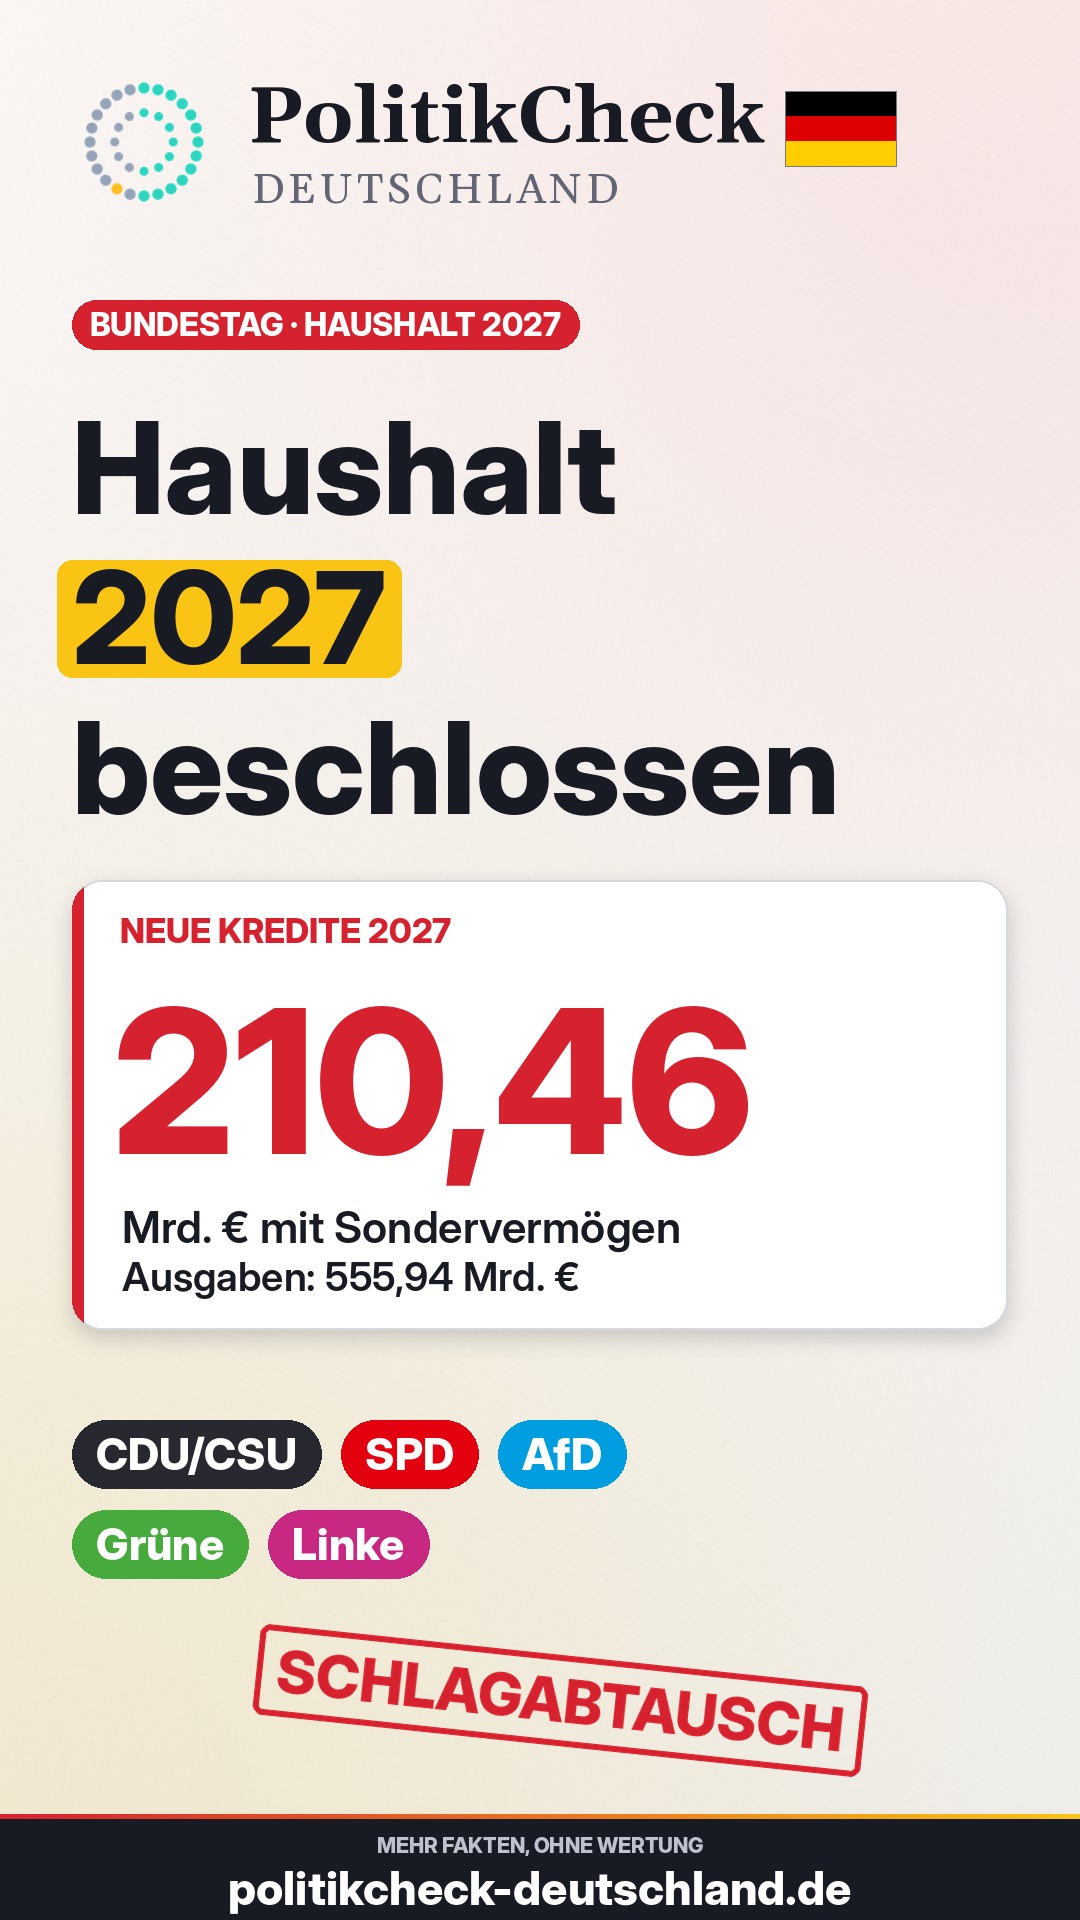 PolitikCheck
DEUTSCHLAND
BUNDESTAG · HAUSHALT 2027
Haushalt
2027
beschlossen
NEUE KREDITE 2027
210,46
Mrd. € mit Sondervermögen
Ausgaben: 555,94 Mrd. €
CDU/CSU SPD AfD
Grüne Linke
SCHLAGABTAUSCH
MEHR FAKTEN, OHNE WERTUNG
politikcheck-deutschland.de